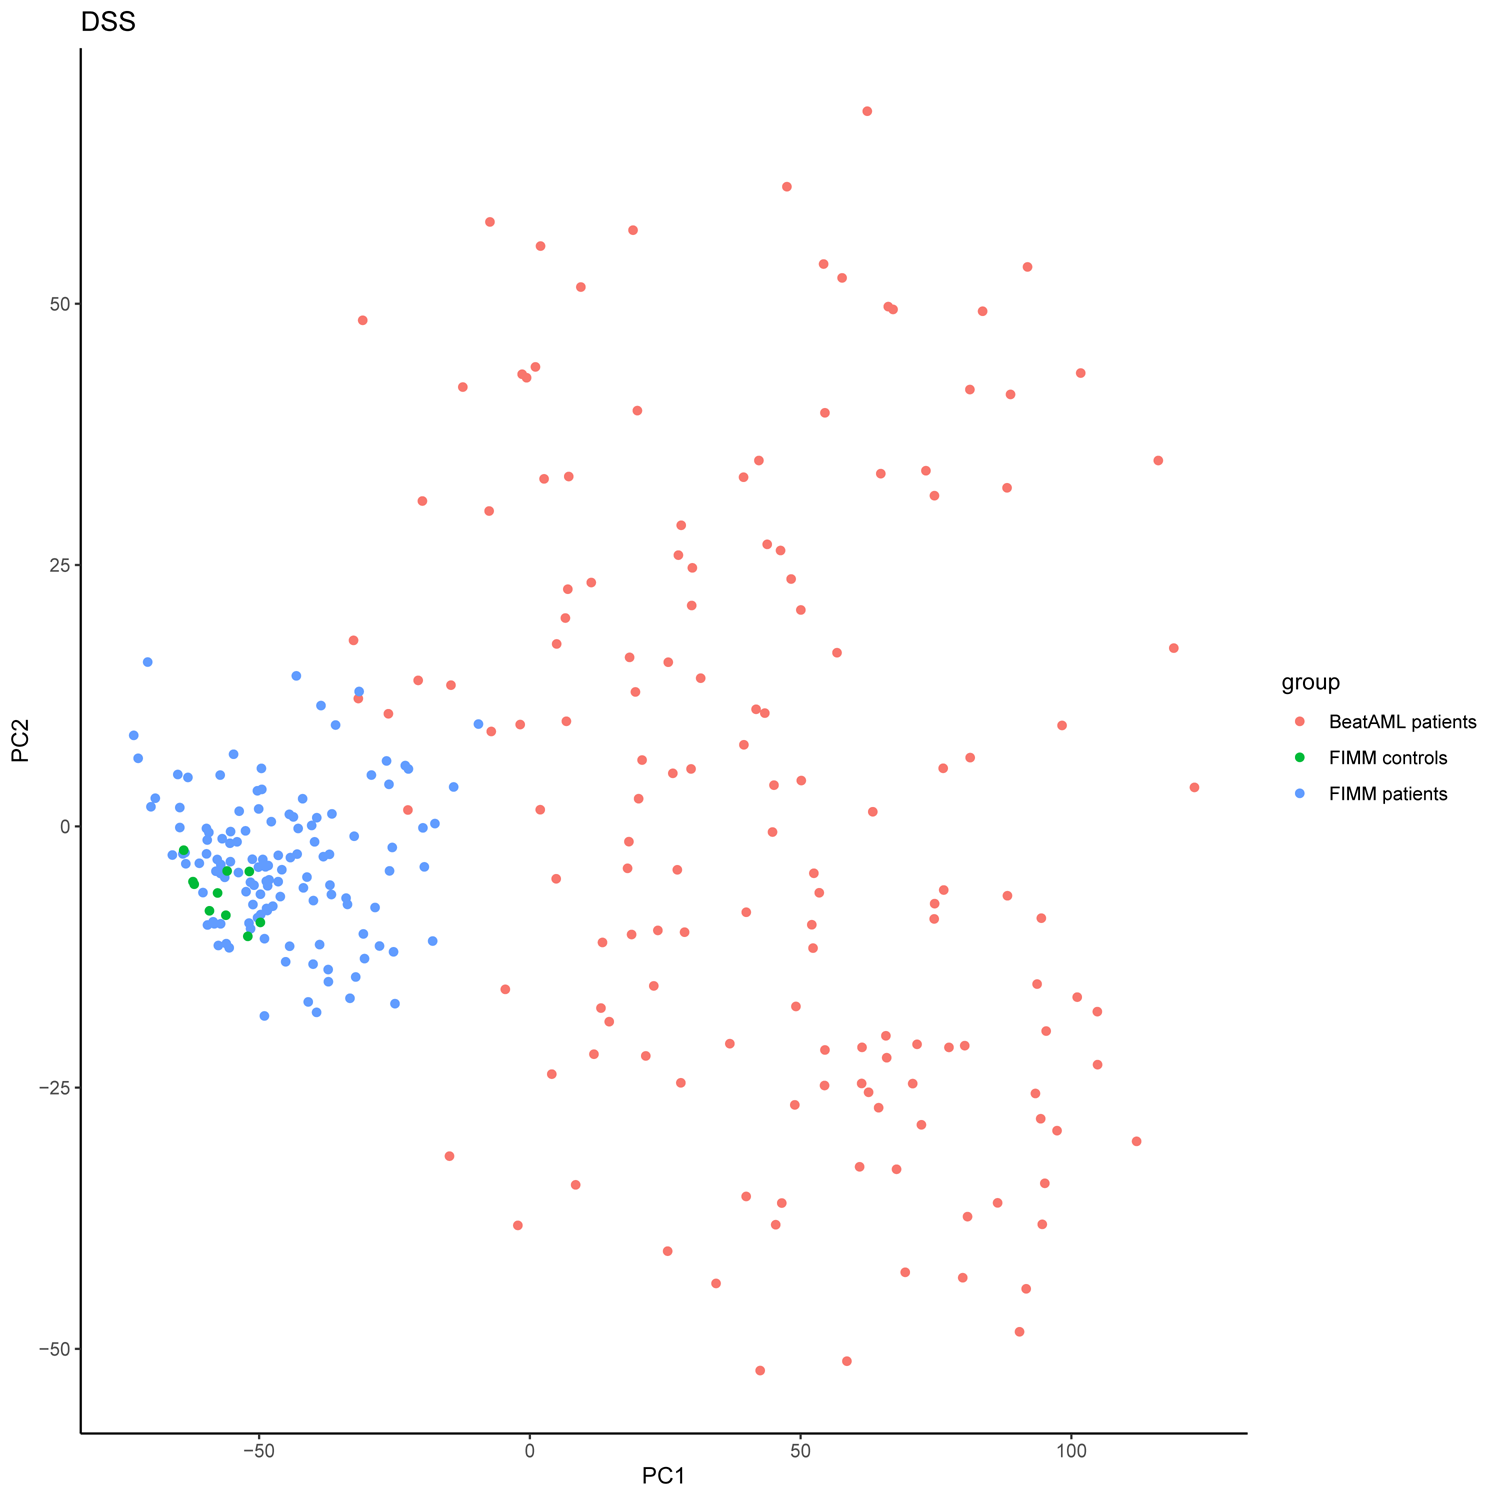 DSS
PC2
50
25
0
−25
−50
−50
0
50
100
PC1
group
BeatAML patients
FIMM controls
FIMM patients